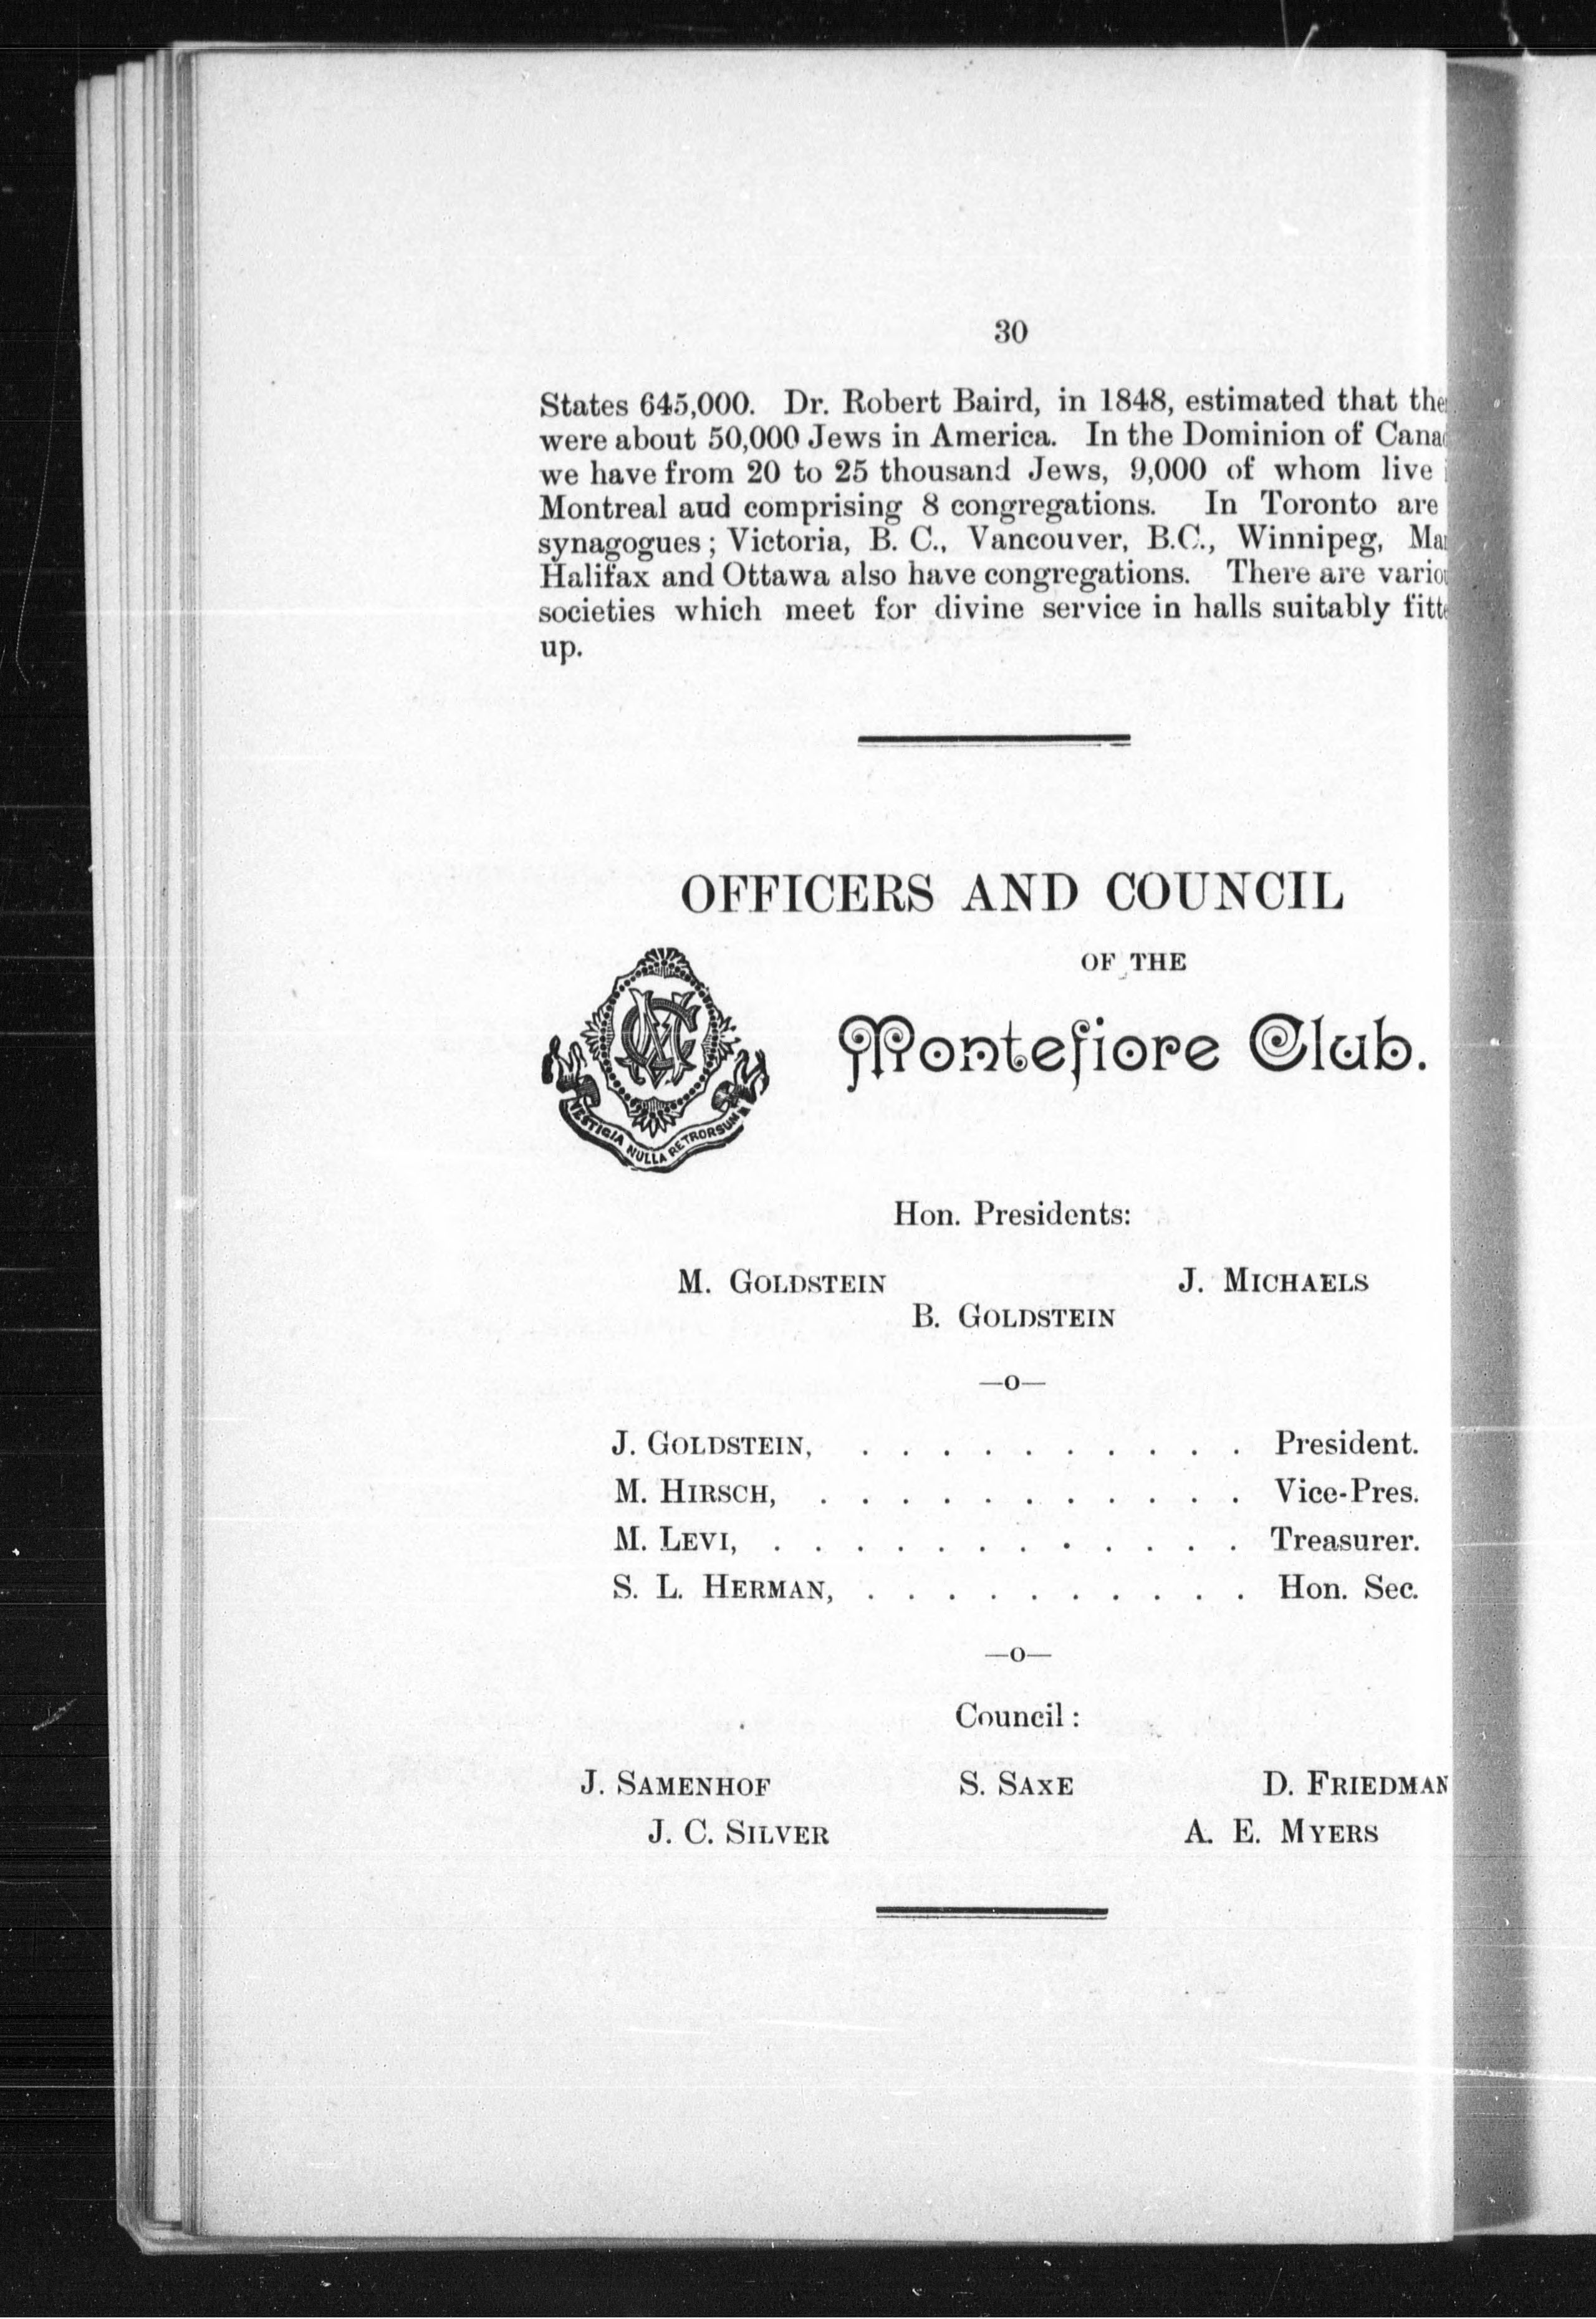 30
States 645,000. Dr. Robert Baird, in 1848, estimated that
were about 50,000 Jews in America. In the Dominion of
we have from 20 to 25 thousand Jews, 9,000 of whom live
Montreal aud comprising 8 congregations. In Toronto are
synagogues; Victoria, B. C., Vancouver, B.C., Winnipeg,
Halifax and Ottawa also have congregations. There are
societies which meet for divine service in halls suitably
up.
OFFICERS AND COUNCIL
OF THE
Montefiore Club.
MC
VESTIGIA NULLA RETRORSUM
Hon. Presidents:
M. GOLDSTEIN J. MICHAELS
B. GOLDSTEIN
—o—
J. GOLDSTEIN, . . . . . . . . . . President.
M. HIRSCH, . . . . . . . . . . . Vice-Pres.
M. LEVI, . . . . . . . . . . . . Treasurer.
S. L. HERMAN, . . . . . . . . . . Hon. Sec.
—o—
Council:
J. SAMENHOF S. SAXE D. FRIEDMAN
J. C. SILVER A. E. MYERS